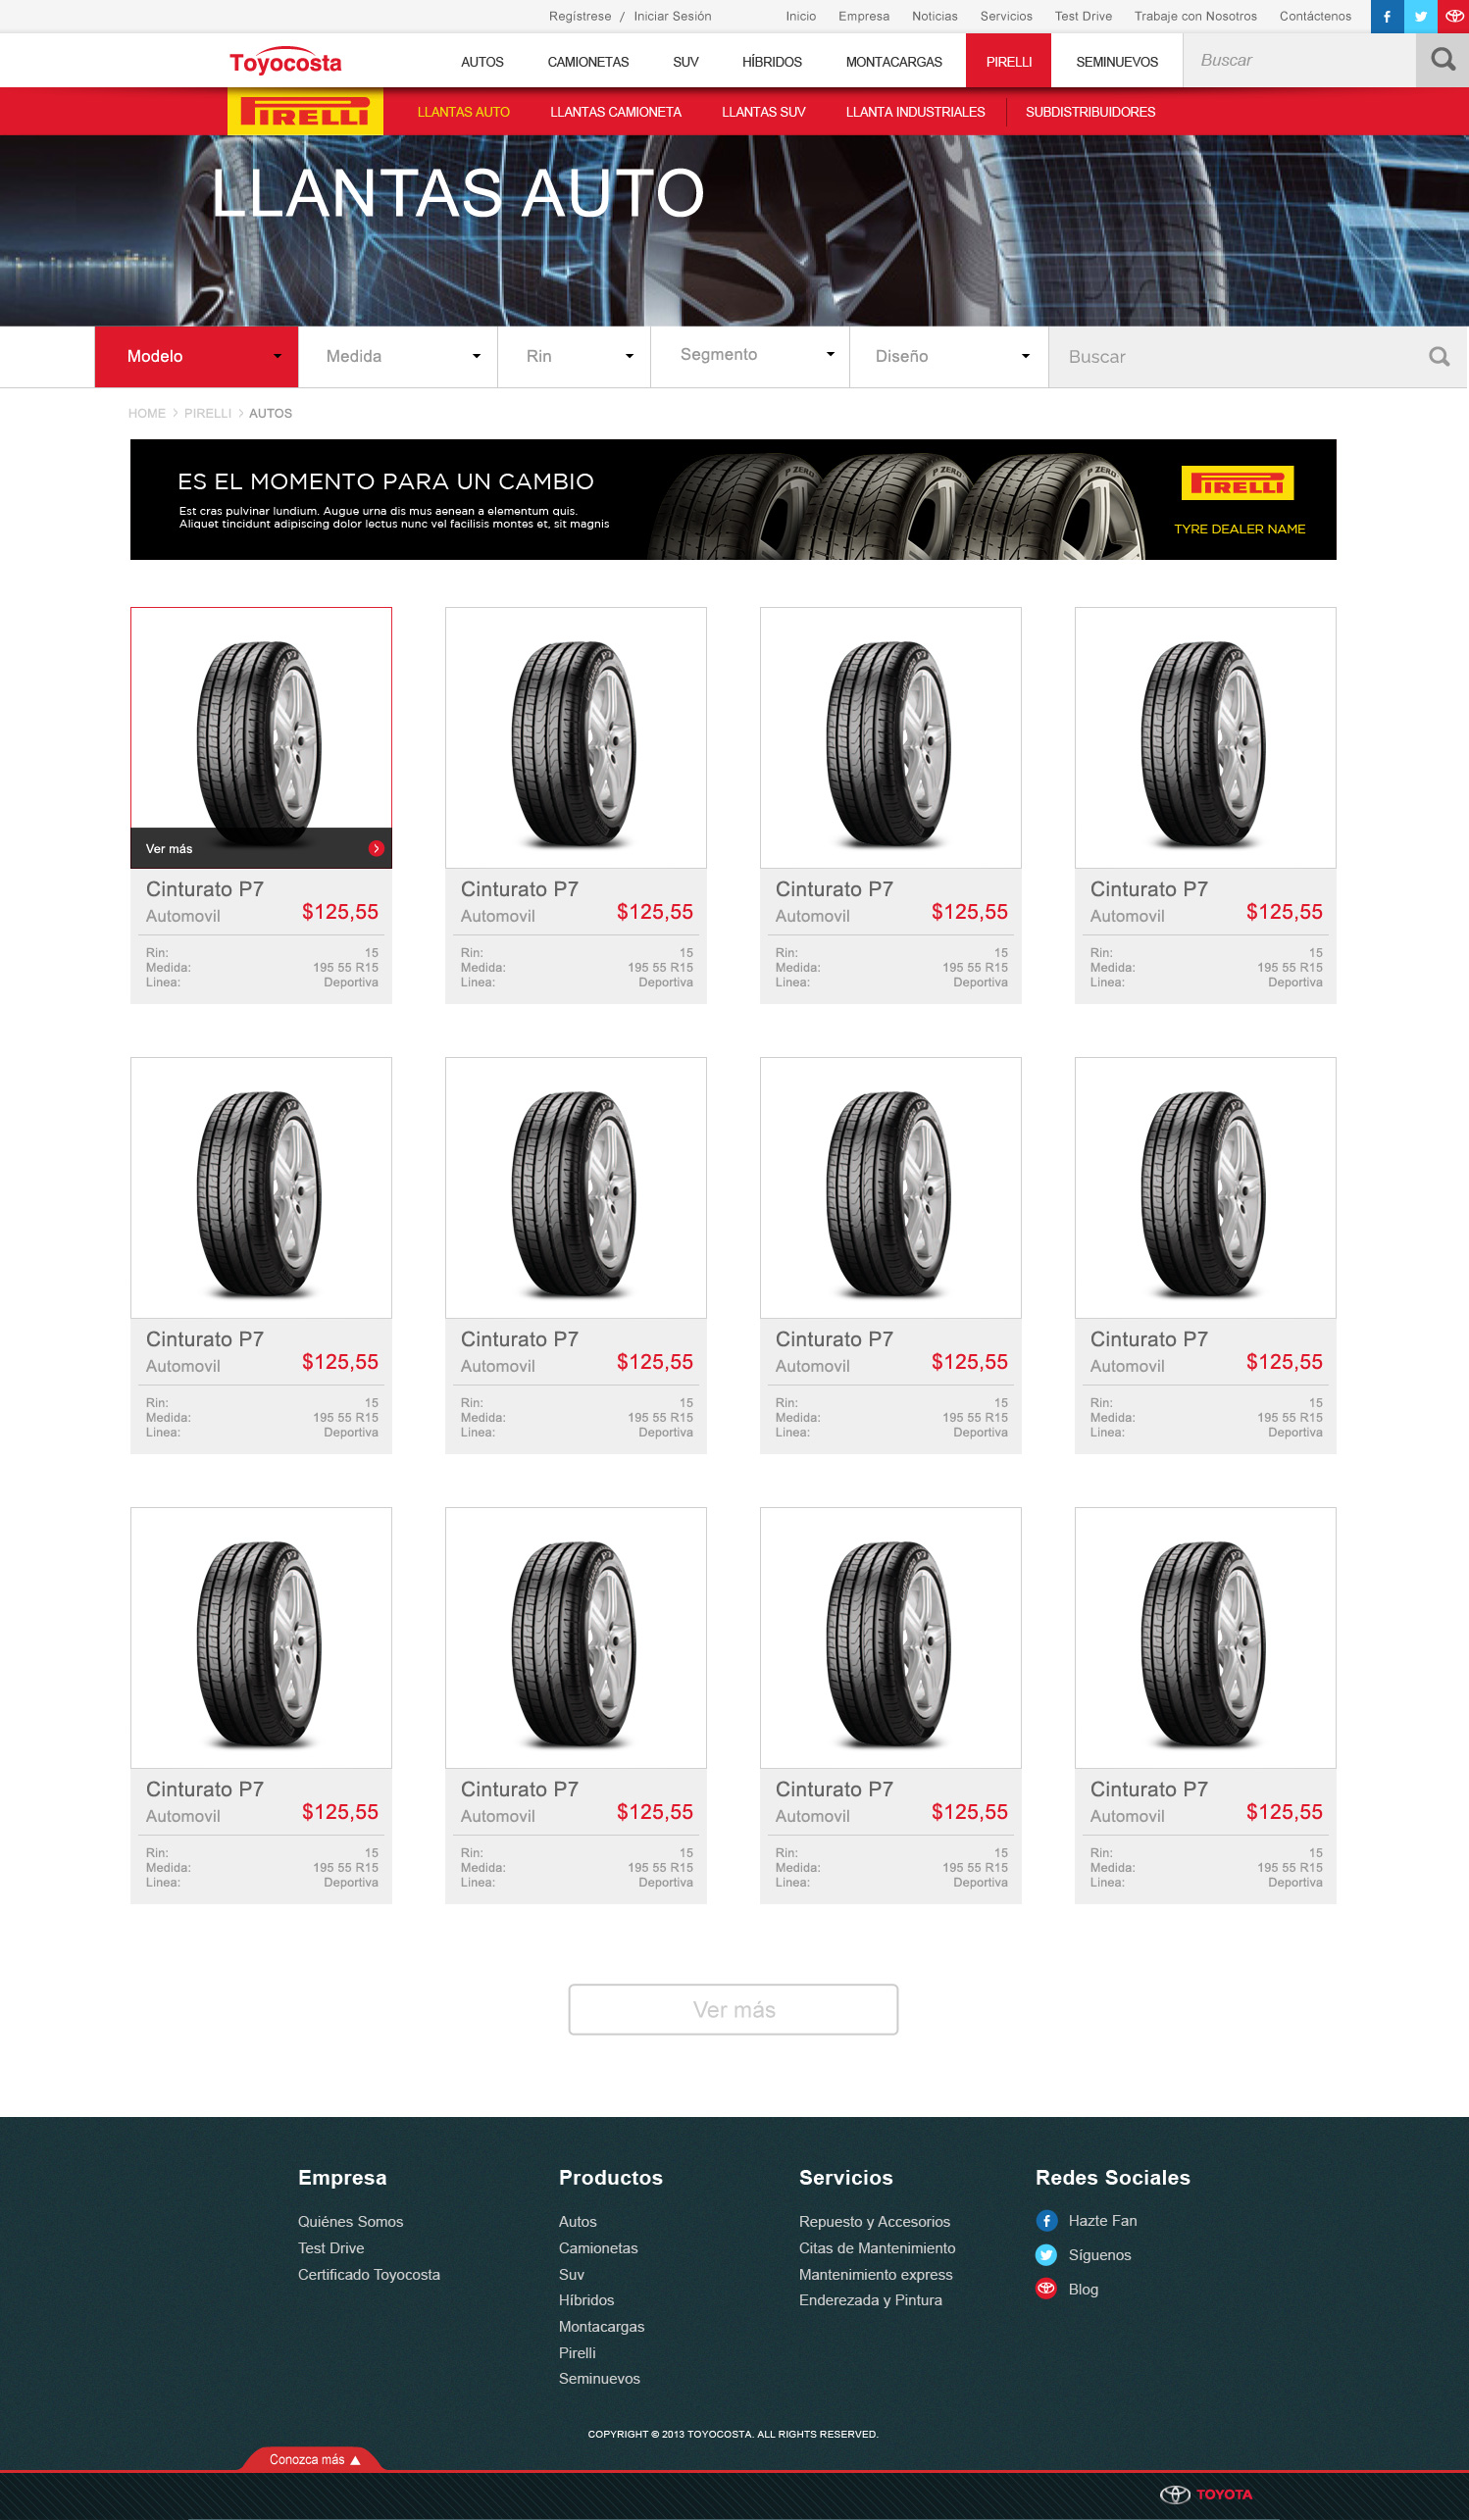 Regístrese / Iniciar Sesión Inicio Empresa Noticias Servicios Test Drive Trabaje con Nosotros Contáctenos
Toyocosta AUTOS CAMIONETAS SUV HÍBRIDOS MONTACARGAS PIRELLI SEMINUEVOS Buscar
PIRELLI LLANTAS AUTO LLANTAS CAMIONETA LLANTAS SUV LLANTA INDUSTRIALES SUBDISTRIBUIDORES
LLANTAS AUTO
Modelo Medida Rin Segmento Diseño Buscar
HOME > PIRELLI > AUTOS
ES EL MOMENTO PARA UN CAMBIO
Est cras pulvinar lundium. Augue urna dis mus aenean a elementum quis.
Aliquet tincidunt adipiscing dolor lectus nunc vel facilisis montes et, sit magnis
P ZERO P ZERO P ZERO
PIRELLI
TYRE DEALER NAME
Ver más
Cinturato P7 Cinturato P7 Cinturato P7 Cinturato P7
Automovil $125,55 Automovil $125,55 Automovil $125,55 Automovil $125,55
Rin: 15 Rin: 15 Rin: 15 Rin: 15
Medida: 195 55 R15 Medida: 195 55 R15 Medida: 195 55 R15 Medida: 195 55 R15
Linea: Deportiva Linea: Deportiva Linea: Deportiva Linea: Deportiva
Cinturato P7 Cinturato P7 Cinturato P7 Cinturato P7
Automovil $125,55 Automovil $125,55 Automovil $125,55 Automovil $125,55
Rin: 15 Rin: 15 Rin: 15 Rin: 15
Medida: 195 55 R15 Medida: 195 55 R15 Medida: 195 55 R15 Medida: 195 55 R15
Linea: Deportiva Linea: Deportiva Linea: Deportiva Linea: Deportiva
Cinturato P7 Cinturato P7 Cinturato P7 Cinturato P7
Automovil $125,55 Automovil $125,55 Automovil $125,55 Automovil $125,55
Rin: 15 Rin: 15 Rin: 15 Rin: 15
Medida: 195 55 R15 Medida: 195 55 R15 Medida: 195 55 R15 Medida: 195 55 R15
Linea: Deportiva Linea: Deportiva Linea: Deportiva Linea: Deportiva
Ver más
Empresa
Quiénes Somos
Test Drive
Certificado Toyocosta
Productos
Autos
Camionetas
Suv
Híbridos
Montacargas
Pirelli
Seminuevos
Servicios
Repuesto y Accesorios
Citas de Mantenimiento
Mantenimiento express
Enderezada y Pintura
Redes Sociales
Hazte Fan
Síguenos
Blog
COPYRIGHT © 2013 TOYOCOSTA. ALL RIGHTS RESERVED.
Conozca más
TOYOTA